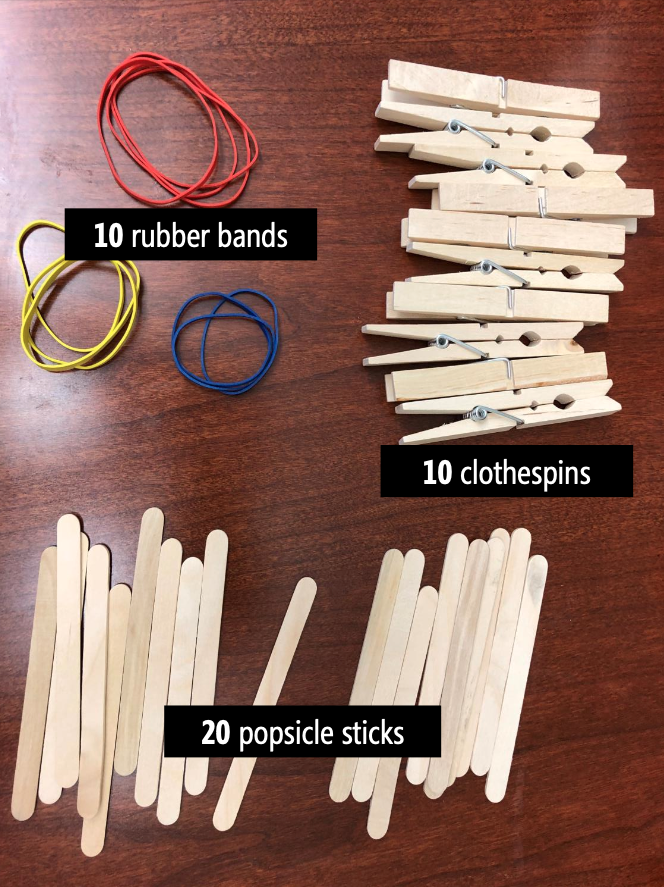 10 rubber bands
10 clothespins
20 popsicle sticks